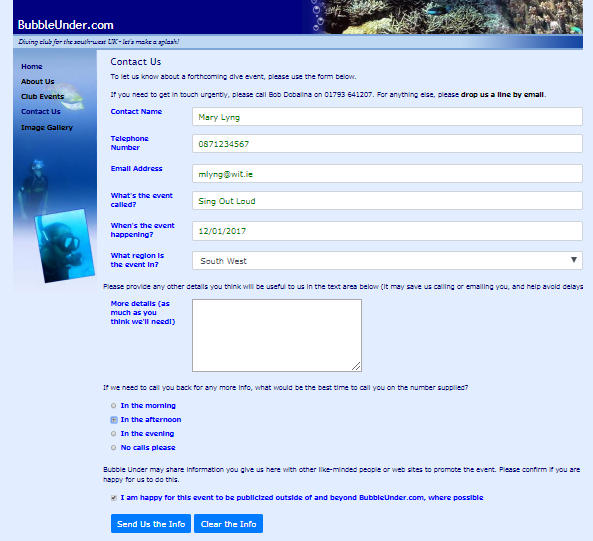 BubbleUnder.com
Diving club for the south-west UK - let's make a splash!
Home
About Us
Club Events
Contact Us
Image Gallery
Contact Us
To let us know about a forthcoming dive event, please use the form below.
If you need to get in touch urgently, please call Bob Dobalina on 01793 641207. For anything else, please drop us a line by email.
Contact Name
Mary Lyng
Telephone
Number
0871234567
Email Address
mlyng@wit.ie
What's the event
called?
Sing Out Loud
When's the event
happening?
12/01/2017
What region is
the event in?
South West
Please provide any other details you think will be useful to us in the text area below (it may save us calling or emailing you, and help avoid delays
More details (as
much as you
think we'll need!)
If we need to call you back for any more info, what would be the best time to call you on the number supplied?
In the morning
In the afternoon
In the evening
No calls please
Bubble Under may share information you give us here with other like-minded people or web sites to promote the event. Please confirm if you are
happy for us to do this.
I am happy for this event to be publicized outside of and beyond BubbleUnder.com, where possible
Send Us the Info
Clear the Info